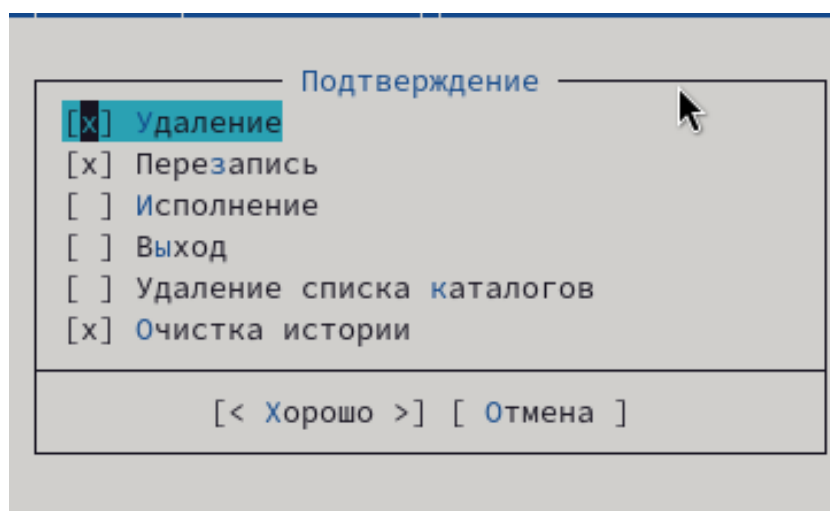 Подтверждение
[x] Удаление
[x] Перезапись
[ ] Исполнение
[ ] Выход
[ ] Удаление списка каталогов
[x] Очистка истории
[< Хорошо >] [ Отмена ]